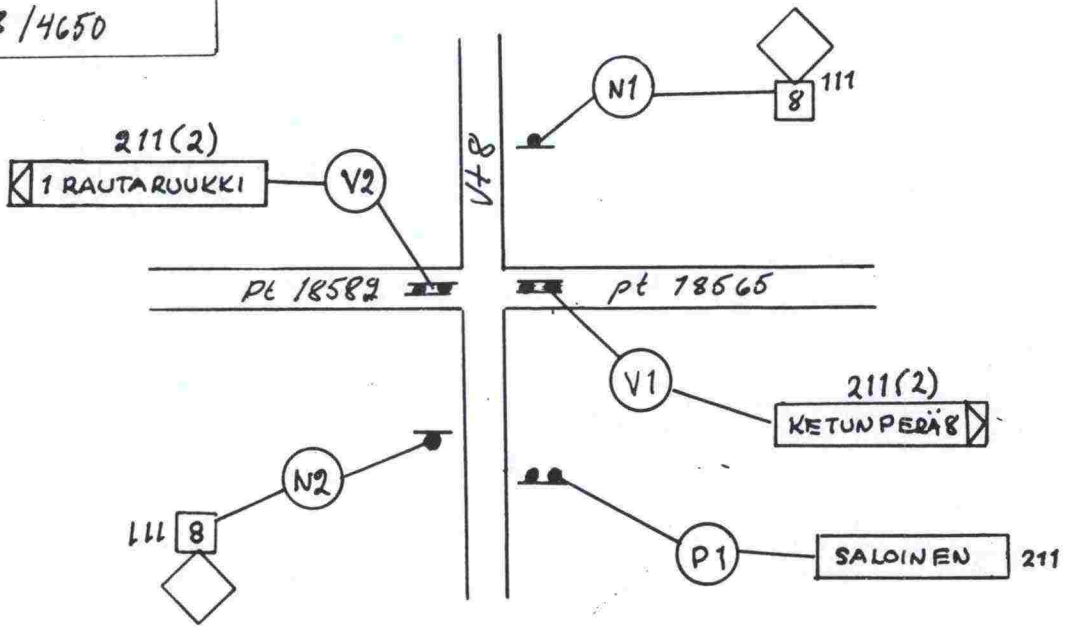 /4650
N1
8
111
211(2)
1 RAUTARUUKKI
V2
Vt 8
pt 18582
pt 18565
V1
211(2)
KETUNPERÄ 8
N2
111
8
P1
SALOINEN
211